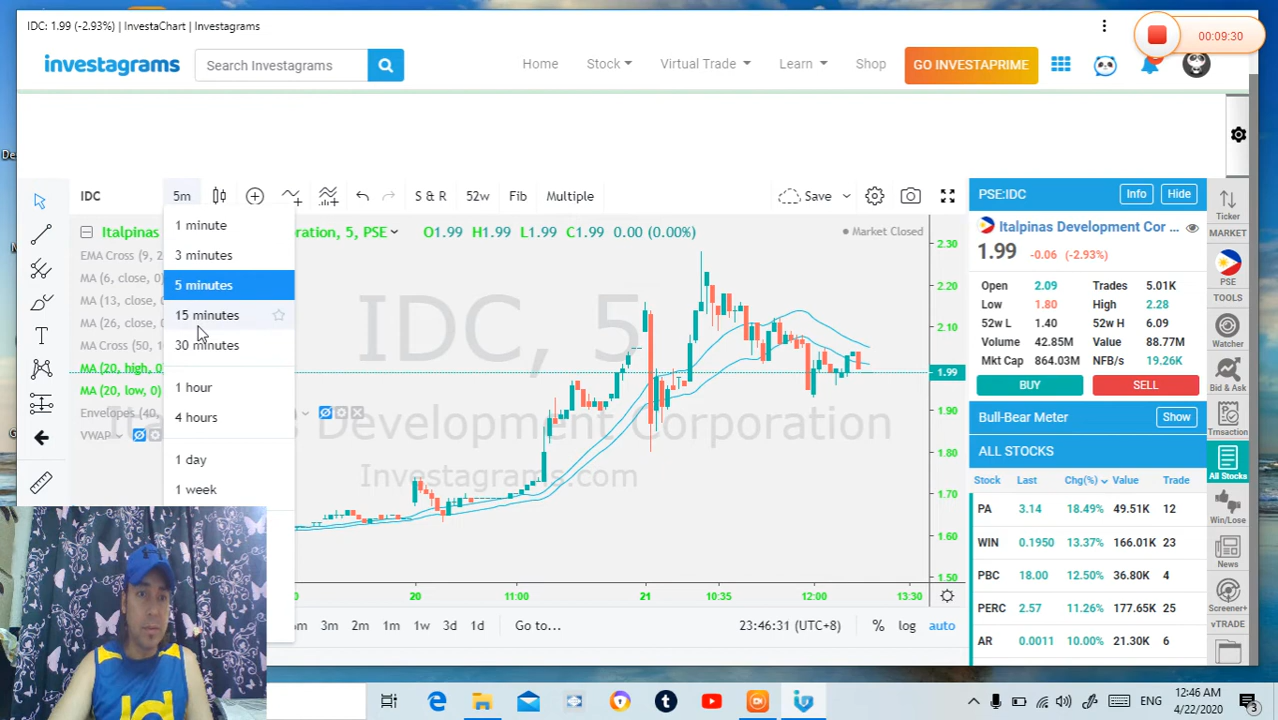 IDC: 1.99 (-2.93%) | InvestaChart | Investagrams
00:09:30
investagrams
Search Investagrams
Home
Stock
Virtual Trade
Learn
Shop
GO INVESTAPRIME
IDC
5m
S & R
52w
Fib
Multiple
Save
1 minute
3 minutes
5 minutes
15 minutes
30 minutes
1 hour
4 hours
1 day
1 week
Italpinas
oration, 5, PSE
O1.99 H1.99 L1.99 C1.99 0.00 (0.00%)
Market Closed
EMA Cross (9, 2
MA (6, close, 0)
MA (13, close, 0
MA (26, close, 0
MA Cross (50, 1
MA (20, high, 0)
MA (20, low, 0)
Envelopes (40,
VWAP
IDC, 5
Development Corporation
Investagrams.com
2.30
2.20
2.10
1.99
1.90
1.80
1.70
1.60
1.50
20
11:00
21
10:35
12:00
13:30
m 3m 2m 1m 1w 3d 1d
Go to...
23:46:31 (UTC+8)
%
log
auto
PSE:IDC
Info
Hide
Italpinas Development Cor ...
1.99 -0.06 (-2.93%)
Open 2.09 Trades 5.01K
Low 1.80 High 2.28
52w L 1.40 52w H 6.09
Volume 42.85M Value 88.77M
Mkt Cap 864.03M NFB/s 19.26K
BUY
SELL
Bull-Bear Meter
Show
ALL STOCKS
Stock Last Chg(%) Value Trade
PA 3.14 18.49% 49.51K 12
WIN 0.1950 13.37% 166.01K 23
PBC 18.00 12.50% 36.80K 4
PERC 2.57 11.26% 177.65K 25
AR 0.0011 10.00% 21.30K 6
Ticker
MARKET
PSE
TOOLS
Watcher
Bid & Ask
Trnsaction
All Stocks
Win/Lose
News
Screener+
vTRADE
ENG
12:46 AM
4/22/2020
3